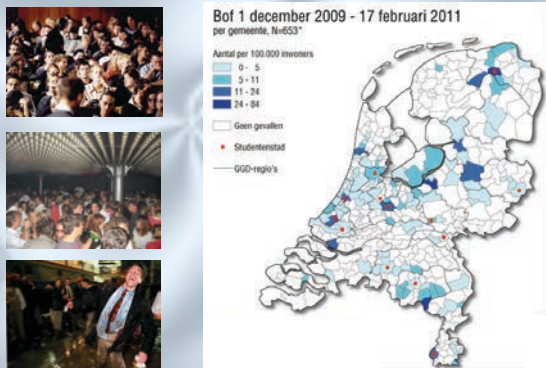 Bof 1 december 2009 - 17 februari 2011
per gemeente, N=653*
Aantal per 100.000 inwoners
0 - 5
5 - 11
11 - 24
24 - 84
Geen gevallen
Studentenstad
GGD-regio's